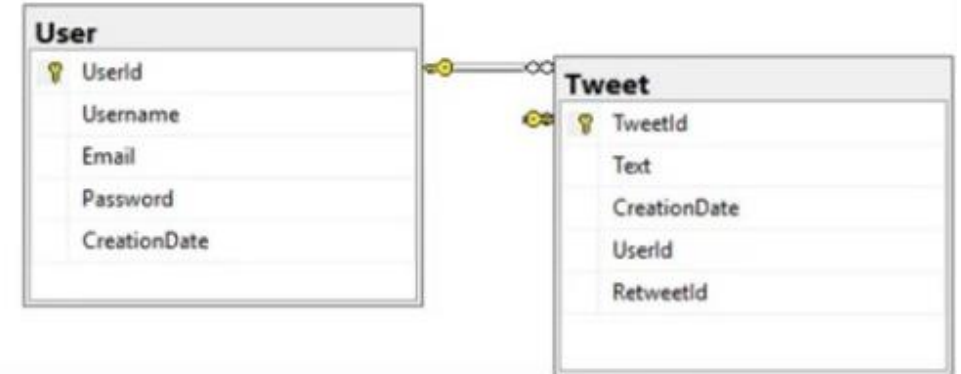 User
UserId
Username
Email
Password
CreationDate
Tweet
TweetId
Text
CreationDate
UserId
RetweetId